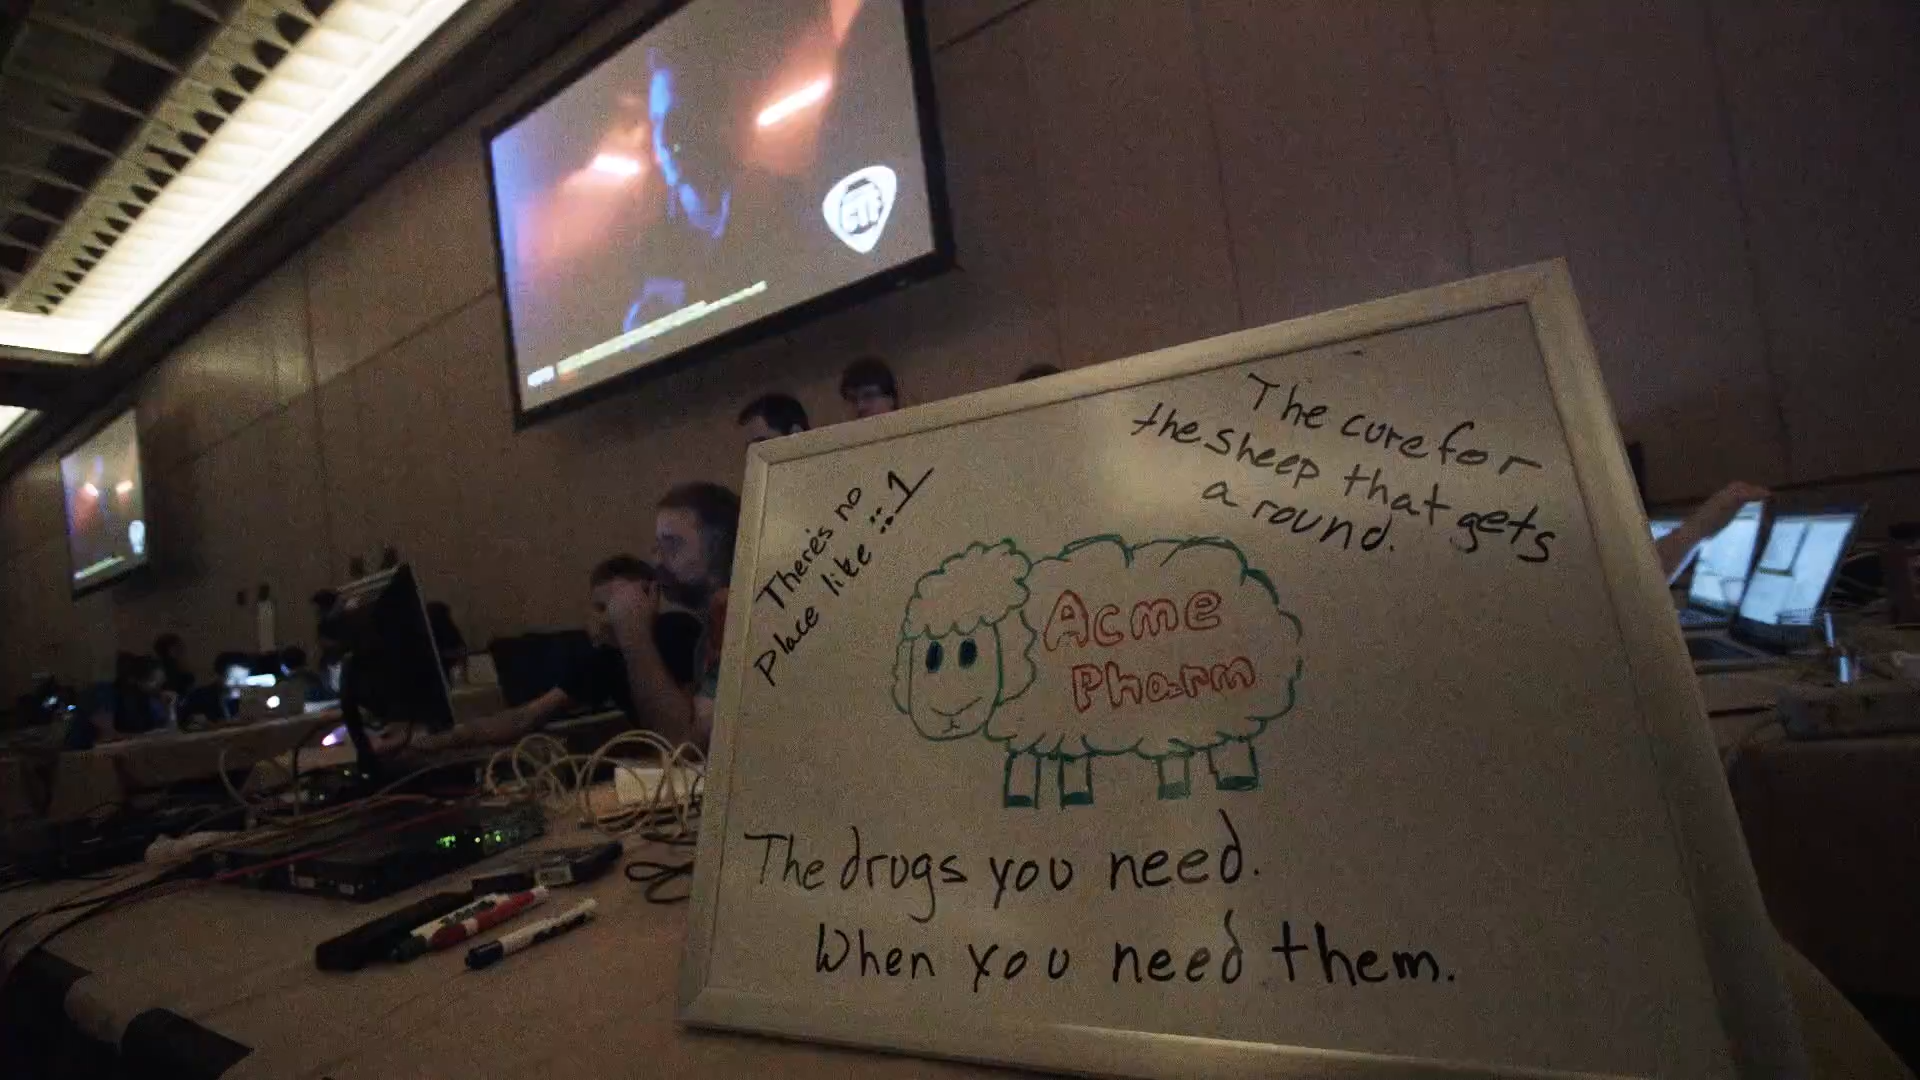 CTF
The cure for
the sheep that gets
around.
There's no
place like ::1
Acme
Pharm
The drugs you need.
When you need them.